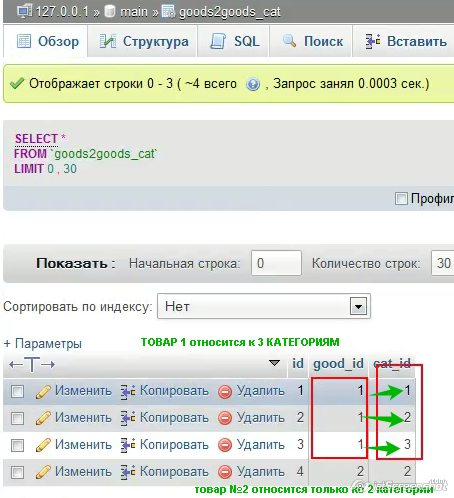 127.0.0.1 » main » goods2goods_cat
Обзор Структура SQL Поиск Вставить
Отображает строки 0 - 3 ( ~4 всего , Запрос занял 0.0003 сек.)
SELECT *
FROM `goods2goods_cat`
LIMIT 0 , 30
Профил
Показать : Начальная строка: 0 Количество строк: 30
Сортировать по индексу: Нет
+ Параметры
ТОВАР 1 относится к 3 КАТЕГОРИЯМ
←T→ id good_id cat_id
Изменить Копировать Удалить 1 1 1
Изменить Копировать Удалить 2 1 2
Изменить Копировать Удалить 3 1 3
Изменить Копировать Удалить 4 2 2
товар №2 относится только ко 2 категории